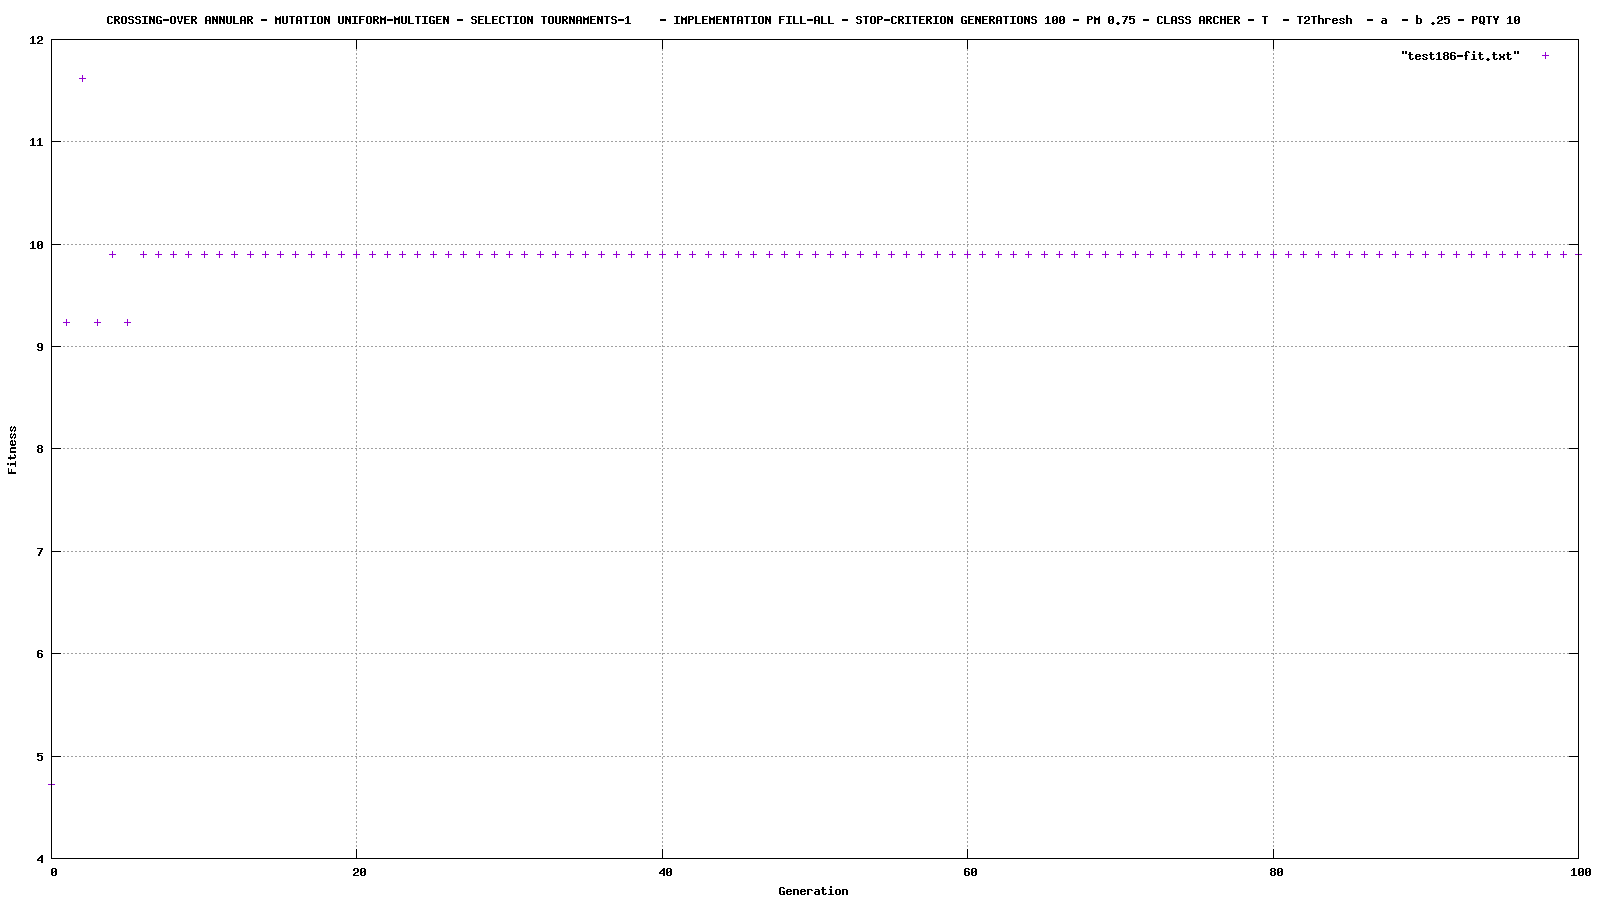 CROSSING-OVER ANNULAR - MUTATION UNIFORM-MULTIGEN - SELECTION TOURNAMENTS-1    - IMPLEMENTATION FILL-ALL - STOP-CRITERION GENERATIONS 100 - PM 0.75 - CLASS ARCHER - T  - T2Thresh  - a  - b .25 - PQTY 10
"test186-fit.txt"
12
11
10
9
8
7
6
5
4
Fitness
0 20 40 60 80 100
Generation